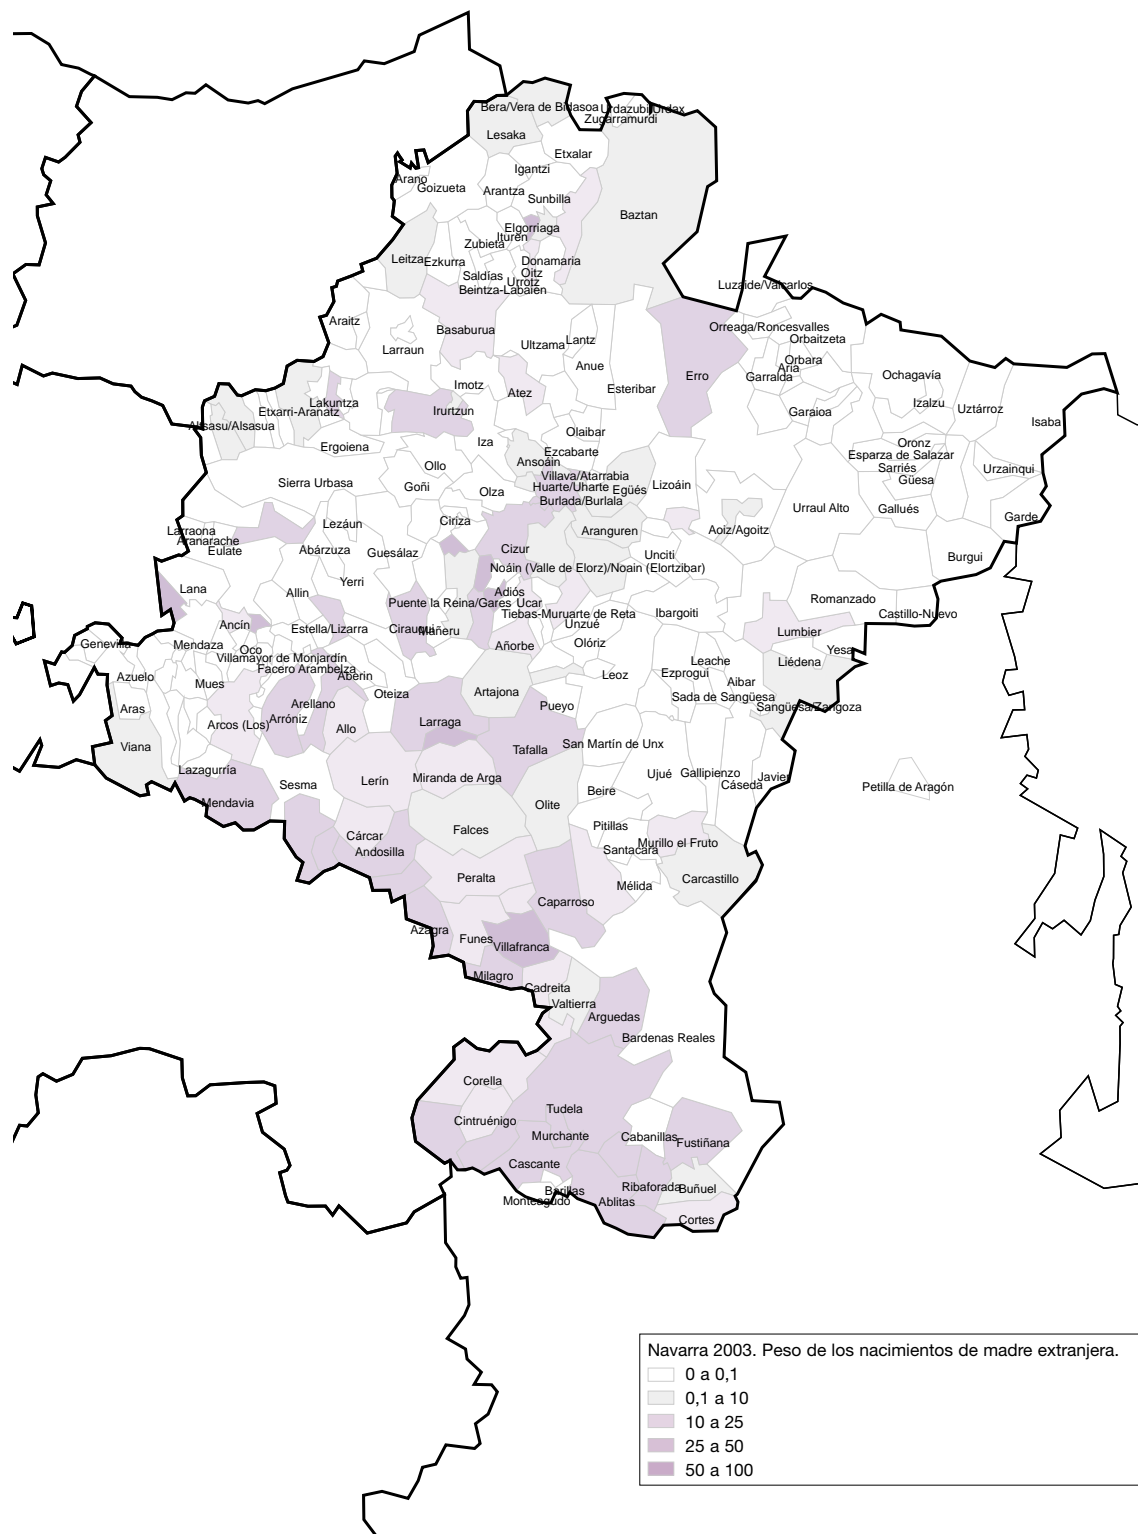 Bera/Vera de Bidasoa
Urdazubi/Urdax
Zugarramurdi
Lesaka
Etxalar
Igantzi
Arano
Goizueta
Arantza
Sunbilla
Baztan
Elgorriaga
Ituren
Zubieta
Leitza
Ezkurra
Donamaria
Oitz
Saldías
Urrotz
Beintza-Labaien
Luzaide/Valcarlos
Araitz
Basaburua
Orreaga/Roncesvalles
Orbaitzeta
Larraun
Ultzama
Lantz
Anue
Orbara
Aria
Garralda
Erro
Ochagavía
Imotz
Atez
Esteribar
Izalzu
Uztárroz
Lakuntza
Etxarri-Aranatz
Irurtzun
Garaioa
Isaba
Altsasu/Alsasua
Olaibar
Ergoiena
Iza
Ezcabarte
Oronz
Esparza de Salazar
Ansoáin
Ollo
Sarriés
Urzainqui
Villava/Atarrabia
Güesa
Sierra Urbasa
Goñi
Olza
Huarte/Uharte
Egüés
Lizoáin
Burlada/Burlala
Urraul Alto
Gallués
Garde
Larraona
Aranarache
Lezáun
Ciriza
Aranguren
Aoiz/Agoitz
Eulate
Abárzuza
Guesálaz
Cizur
Unciti
Burgui
Noáin (Valle de Elorz)/Noain (Elortzibar)
Lana
Yerri
Allin
Adiós
Romanzado
Puente la Reina/Gares
Ucar
Tiebas-Muruarte de Reta
Ibargoiti
Castillo-Nuevo
Ancín
Estella/Lizarra
Cirauqui
Mañeru
Unzué
Lumbier
Genevilla
Mendaza
Oco
Añorbe
Olóriz
Yesa
Villamayor de Monjardín
Leache
Liédena
Azuelo
Facero Arambelza
Aberin
Leoz
Ezprogui
Aibar
Mues
Oteiza
Artajona
Sada de Sangüesa
Aras
Arellano
Pueyo
Sangüesa/Zangoza
Arcos (Los)
Arróniz
Allo
Larraga
Viana
Tafalla
San Martín de Unx
Lazagurría
Lerín
Miranda de Arga
Ujué
Gallipienzo
Javier
Sesma
Cáseda
Petilla de Aragón
Mendavia
Beire
Olite
Cárcar
Falces
Pitillas
Andosilla
Santacara
Murillo el Fruto
Peralta
Mélida
Carcastillo
Caparroso
Azagra
Funes
Villafranca
Milagro
Cadreita
Valtierra
Arguedas
Bardenas Reales
Corella
Tudela
Cintruénigo
Murchante
Cabanillas
Fustiñana
Cascante
Barillas
Ribaforada
Buñuel
Monteagudo
Ablitas
Cortes
Navarra 2003. Peso de los nacimientos de madre extranjera.
0 a 0,1
0,1 a 10
10 a 25
25 a 50
50 a 100